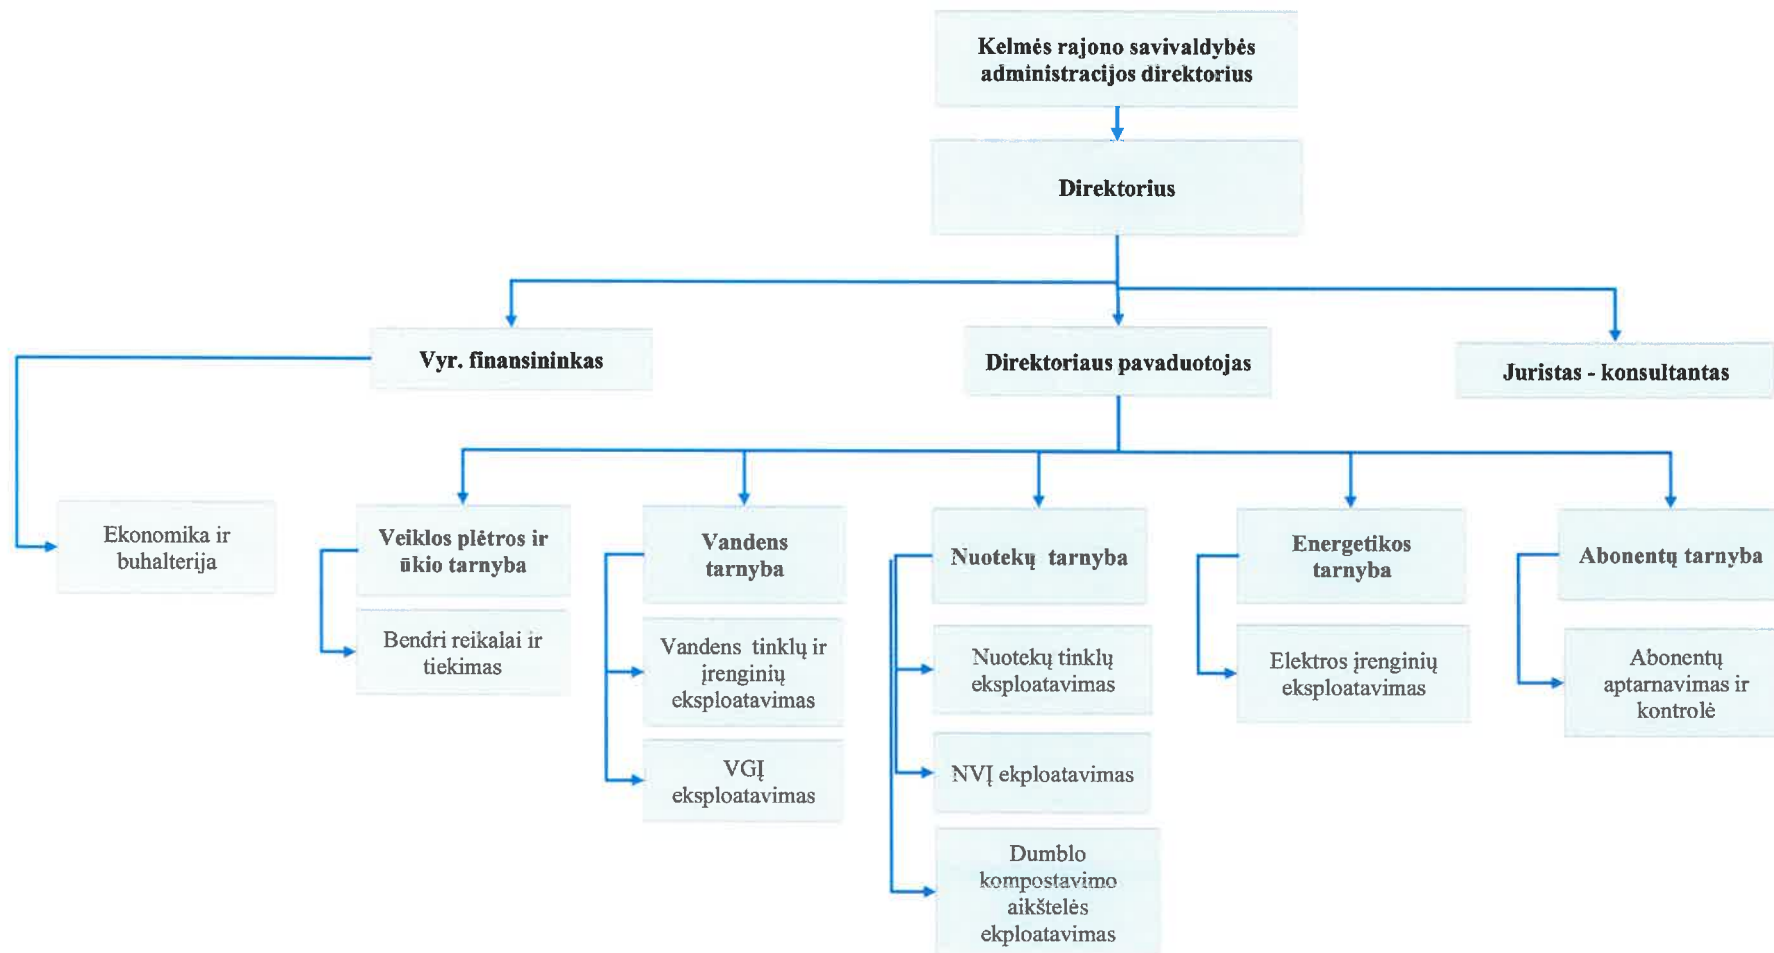 Kelmės rajono savivaldybės
administracijos direktorius
Direktorius
Vyr. finansininkas
Direktoriaus pavaduotojas
Juristas - konsultantas
Ekonomika ir
buhalterija
Veiklos plėtros ir
ūkio tarnyba
Bendri reikalai ir
tiekimas
Vandens
tarnyba
Vandens tinklų ir
įrenginių
eksploatavimas
VGĮ
eksploatavimas
Nuotekų tarnyba
Nuotekų tinklų
eksploatavimas
NVĮ ekploatavimas
Dumblo
kompostavimo
aikštelės
ekploatavimas
Energetikos
tarnyba
Elektros įrenginių
eksploatavimas
Abonentų tarnyba
Abonentų
aptarnavimas ir
kontrolė